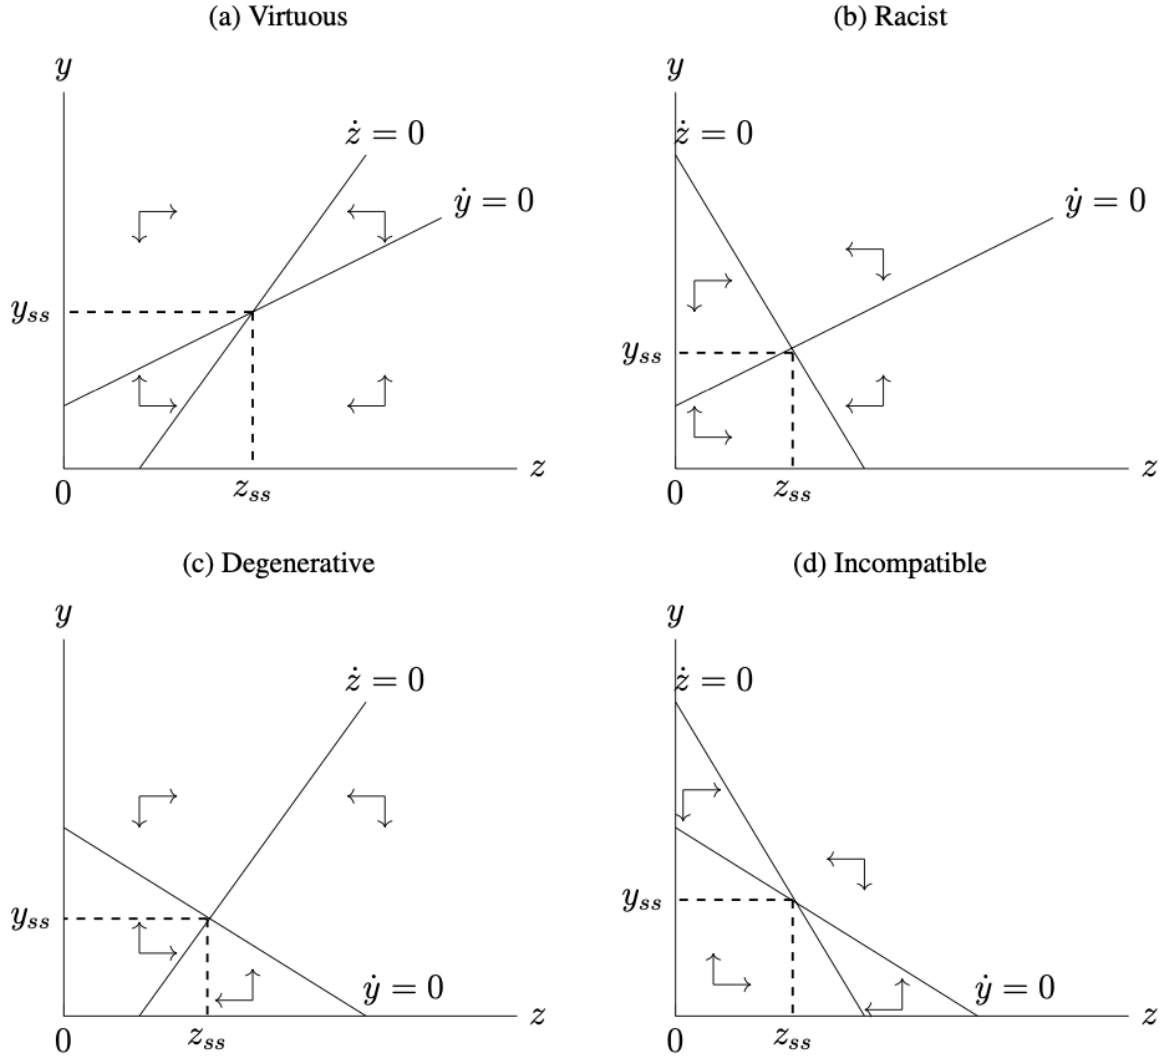 (a) Virtuous
y
ż = 0
ẏ = 0
y_ss
0
z_ss
z
(b) Racist
y
ż = 0
ẏ = 0
y_ss
0
z_ss
z
(c) Degenerative
y
ż = 0
y_ss
ẏ = 0
0
z_ss
z
(d) Incompatible
y
ż = 0
y_ss
ẏ = 0
0
z_ss
z